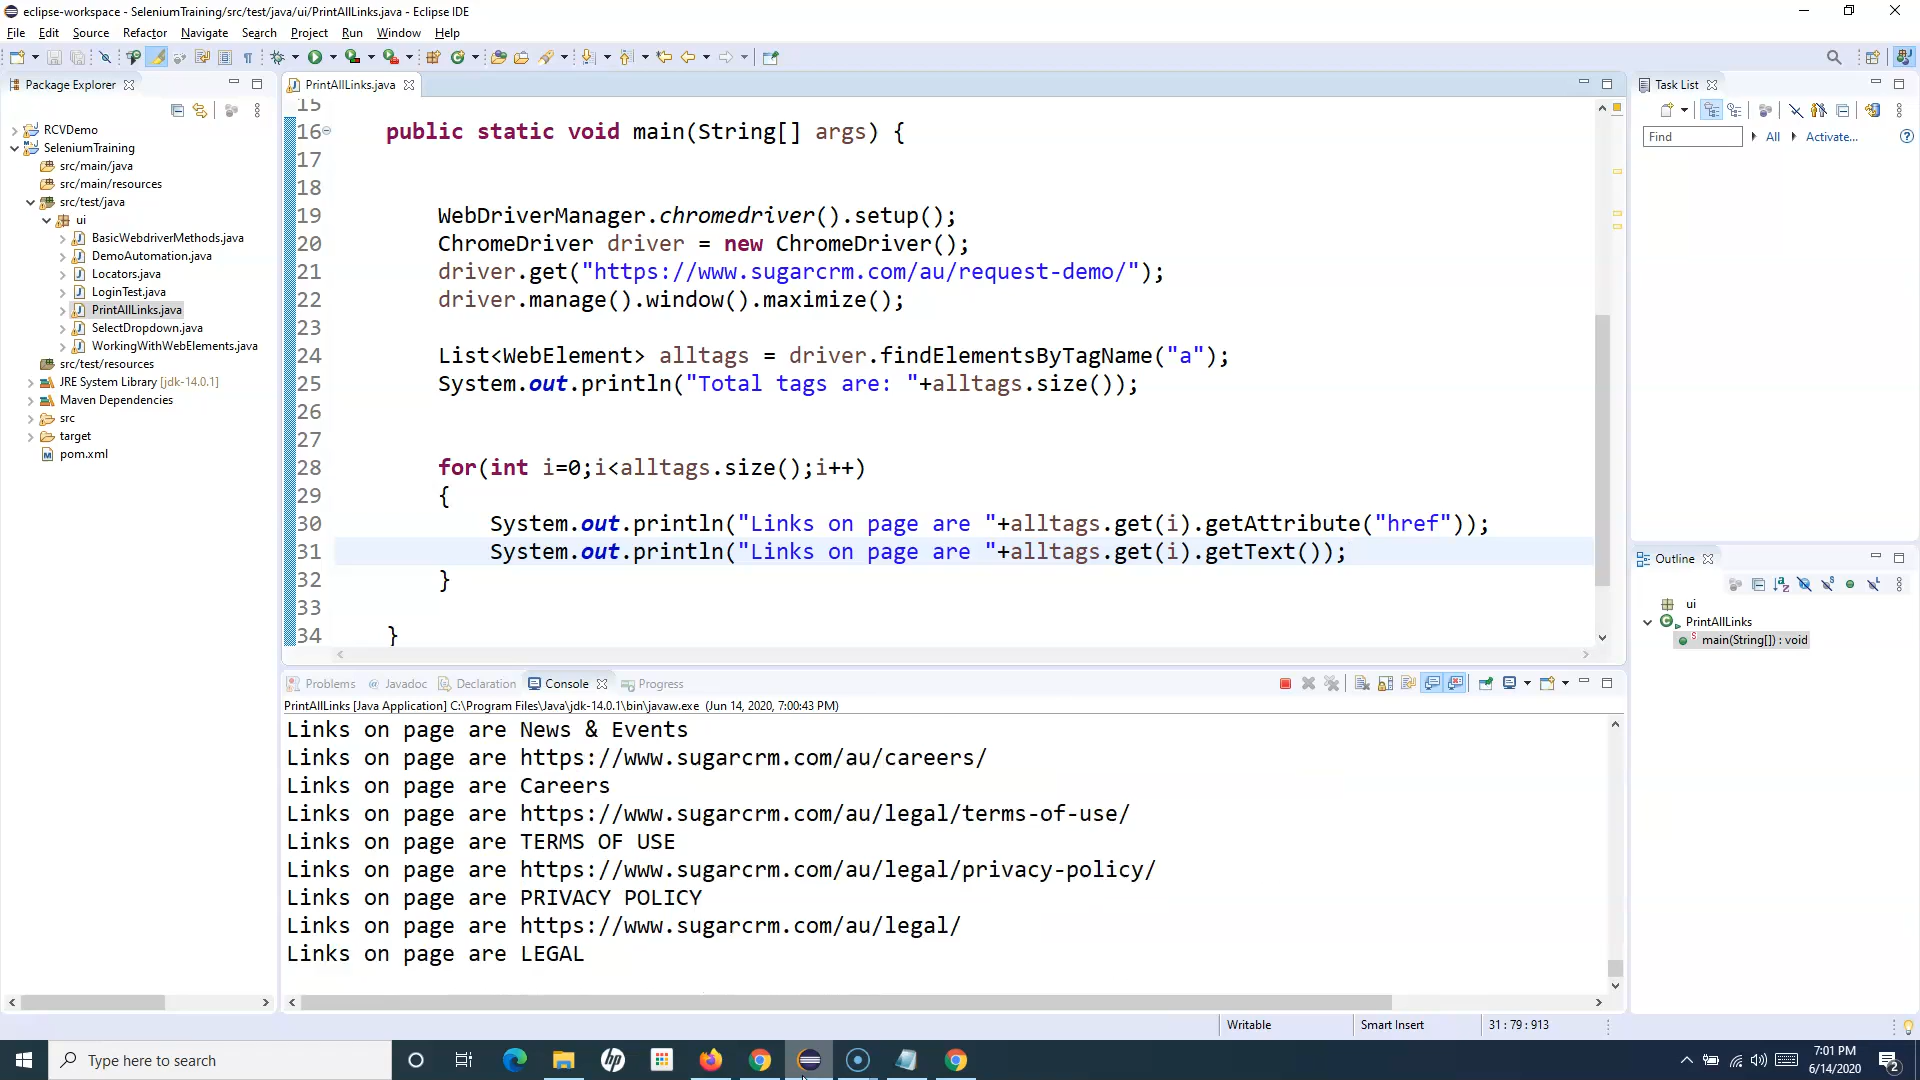 eclipse-workspace - SeleniumTraining/src/test/java/ui/PrintAllLinks.java - Eclipse IDE
File Edit Source Refactor Navigate Search Project Run Window Help
Package Explorer
RCVDemo
SeleniumTraining
src/main/java
src/main/resources
src/test/java
ui
BasicWebdriverMethods.java
DemoAutomation.java
Locators.java
LoginTest.java
PrintAllLinks.java
SelectDropdown.java
WorkingWithWebElements.java
src/test/resources
JRE System Library [jdk-14.0.1]
Maven Dependencies
src
target
pom.xml
PrintAllLinks.java
15
16 public static void main(String[] args) {
17
18
19 WebDriverManager.chromedriver().setup();
20 ChromeDriver driver = new ChromeDriver();
21 driver.get("https://www.sugarcrm.com/au/request-demo/");
22 driver.manage().window().maximize();
23
24 List<WebElement> alltags = driver.findElementsByTagName("a");
25 System.out.println("Total tags are: "+alltags.size());
26
27
28 for(int i=0;i<alltags.size();i++)
29 {
30 System.out.println("Links on page are "+alltags.get(i).getAttribute("href"));
31 System.out.println("Links on page are "+alltags.get(i).getText());
32 }
33
34 }
Problems Javadoc Declaration Console Progress
PrintAllLinks [Java Application] C:\Program Files\Java\jdk-14.0.1\bin\javaw.exe (Jun 14, 2020, 7:00:43 PM)
Links on page are News & Events
Links on page are https://www.sugarcrm.com/au/careers/
Links on page are Careers
Links on page are https://www.sugarcrm.com/au/legal/terms-of-use/
Links on page are TERMS OF USE
Links on page are https://www.sugarcrm.com/au/legal/privacy-policy/
Links on page are PRIVACY POLICY
Links on page are https://www.sugarcrm.com/au/legal/
Links on page are LEGAL
Task List
Find All Activate...
Outline
ui
PrintAllLinks
main(String[]) : void
Writable Smart Insert 31 : 79 : 913
Type here to search
hp
7:01 PM
6/14/2020
2